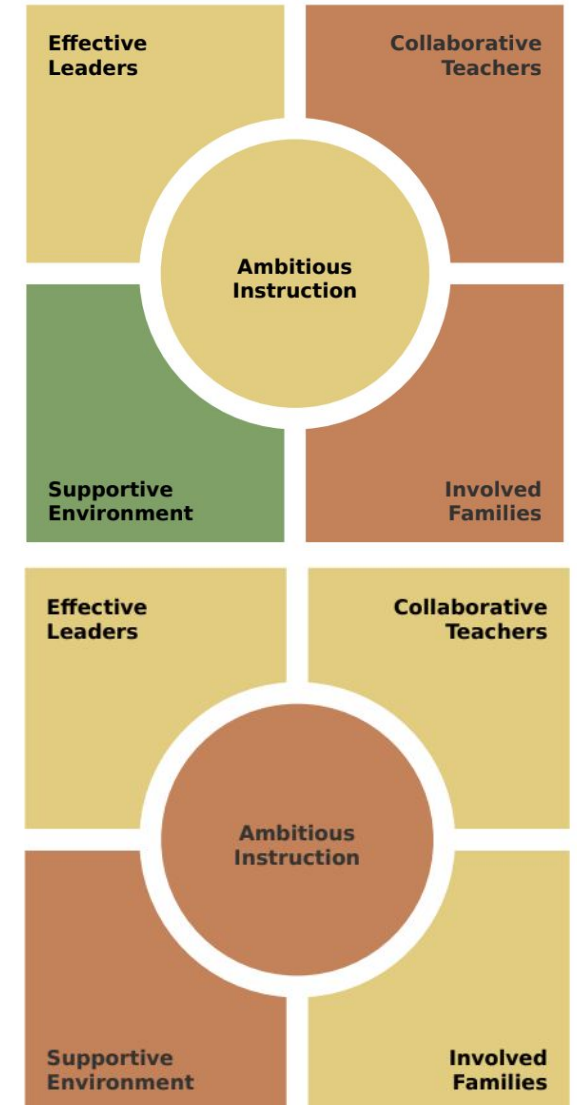 Effective
Leaders
Collaborative
Teachers
Ambitious
Instruction
Supportive
Environment
Involved
Families
Effective
Leaders
Collaborative
Teachers
Ambitious
Instruction
Supportive
Environment
Involved
Families